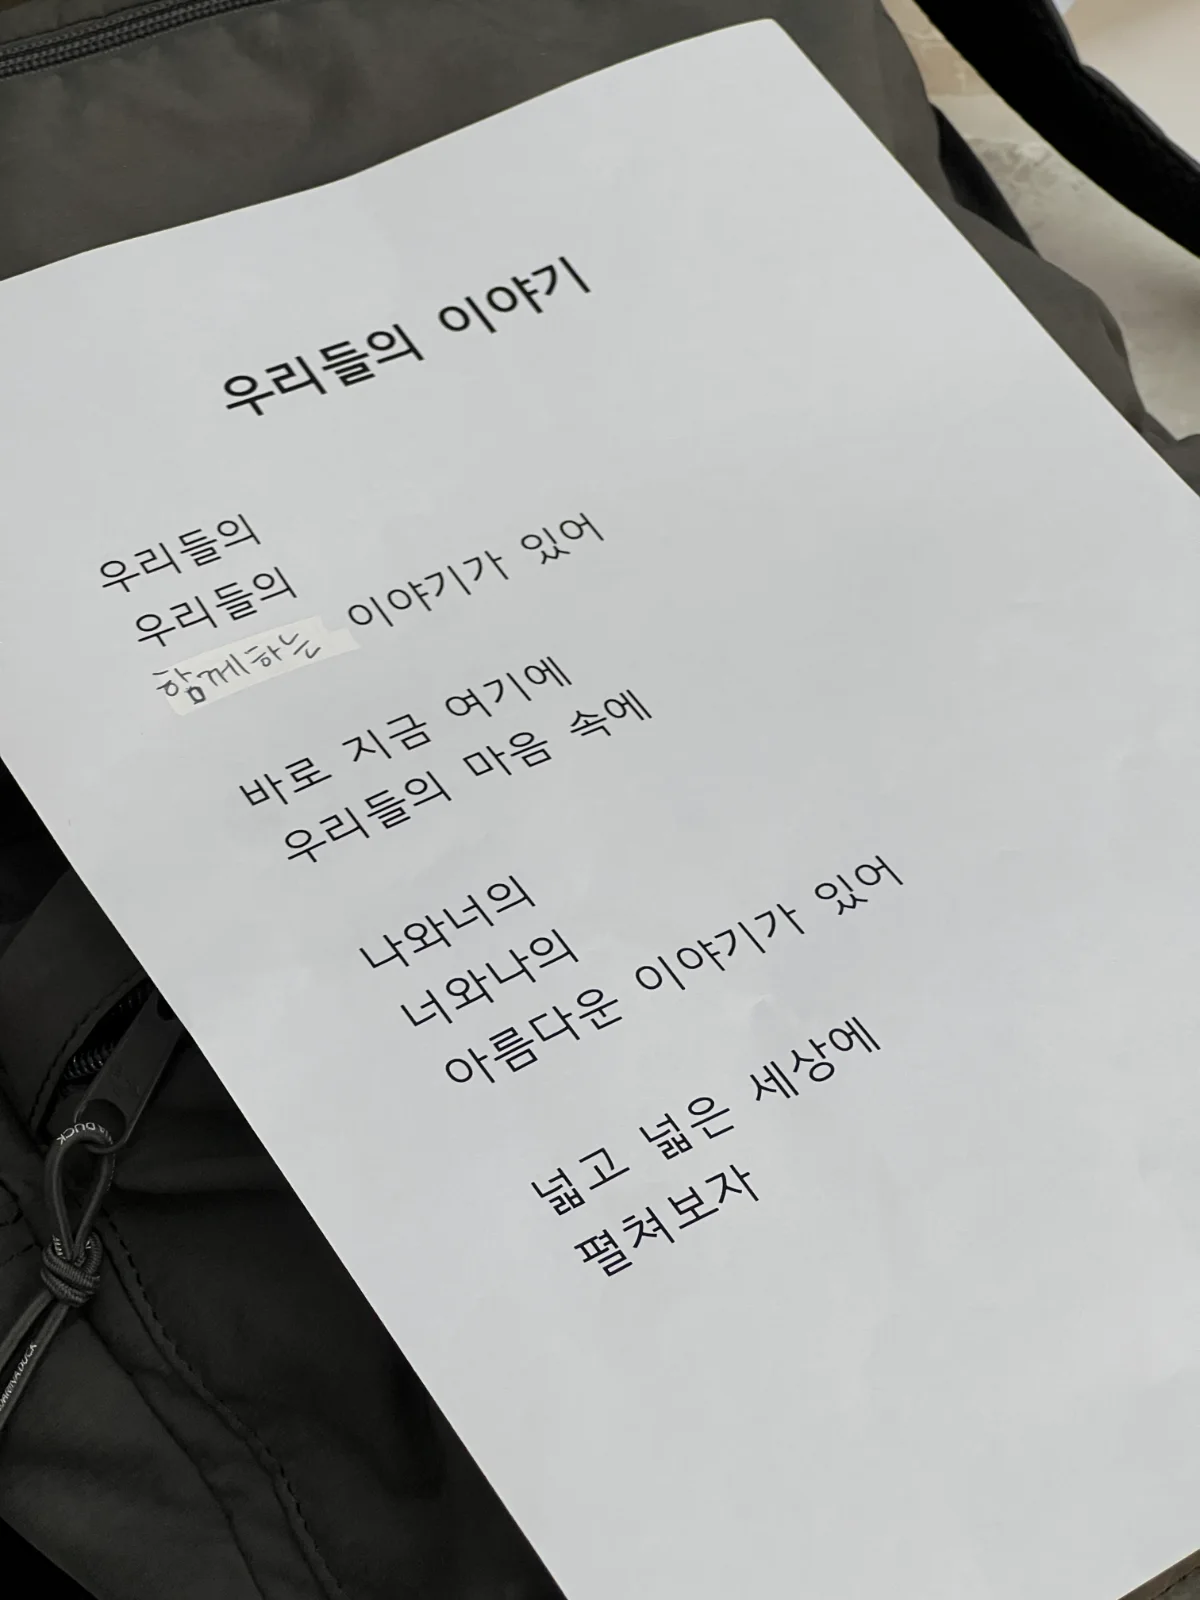 우리들의 이야기
우리들의
우리들의
함께하는 이야기가 있어
바로 지금 여기에
우리들의 마음 속에
나와너의
너와나의
아름다운 이야기가 있어
넓고 넓은 세상에
펼쳐보자
DUCK
MARINA DUCK